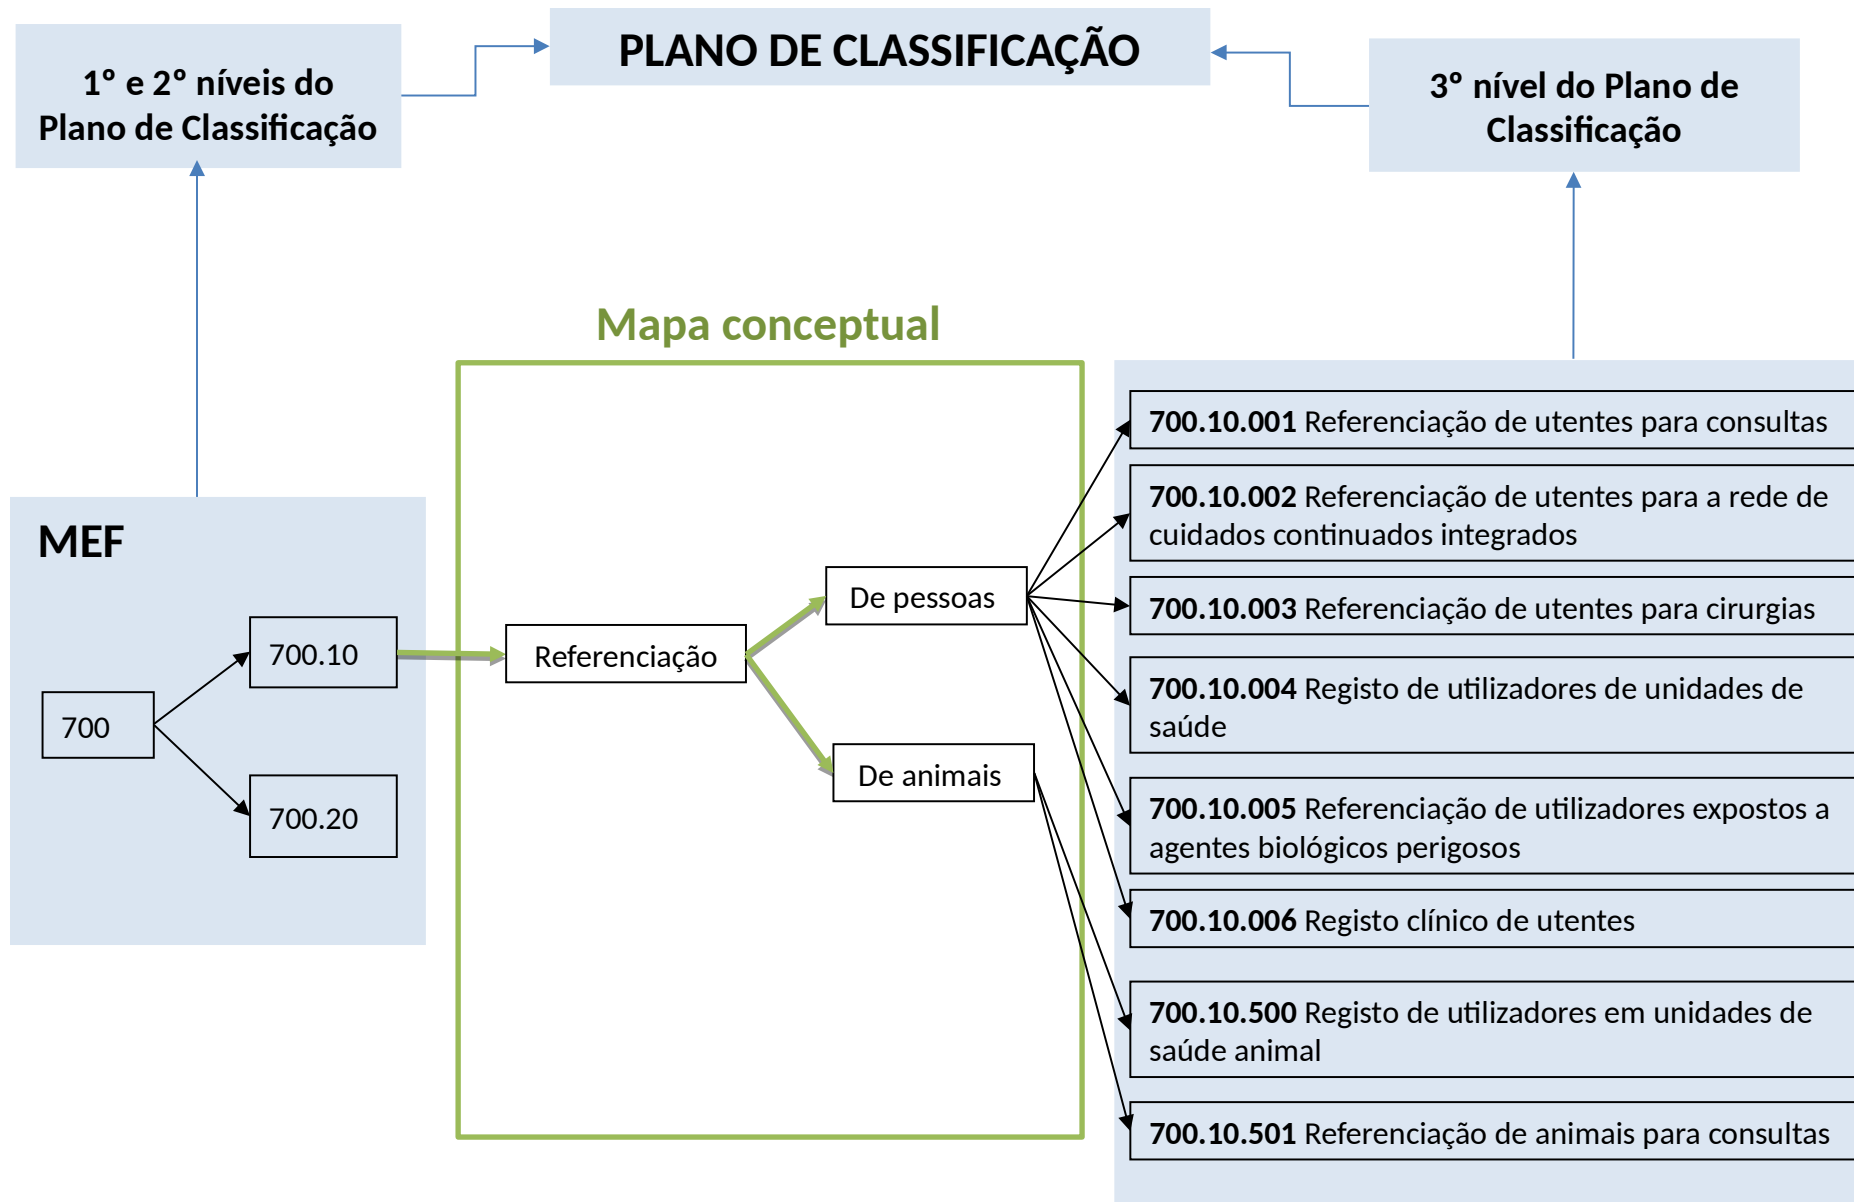 PLANO DE CLASSIFICAÇÃO
1º e 2º níveis do
Plano de Classificação
3º nível do Plano de
Classificação
Mapa conceptual
MEF
700
700.10
700.20
Referenciação
De pessoas
De animais
700.10.001 Referenciação de utentes para consultas
700.10.002 Referenciação de utentes para a rede de
cuidados continuados integrados
700.10.003 Referenciação de utentes para cirurgias
700.10.004 Registo de utilizadores de unidades de
saúde
700.10.005 Referenciação de utilizadores expostos a
agentes biológicos perigosos
700.10.006 Registo clínico de utentes
700.10.500 Registo de utilizadores em unidades de
saúde animal
700.10.501 Referenciação de animais para consultas